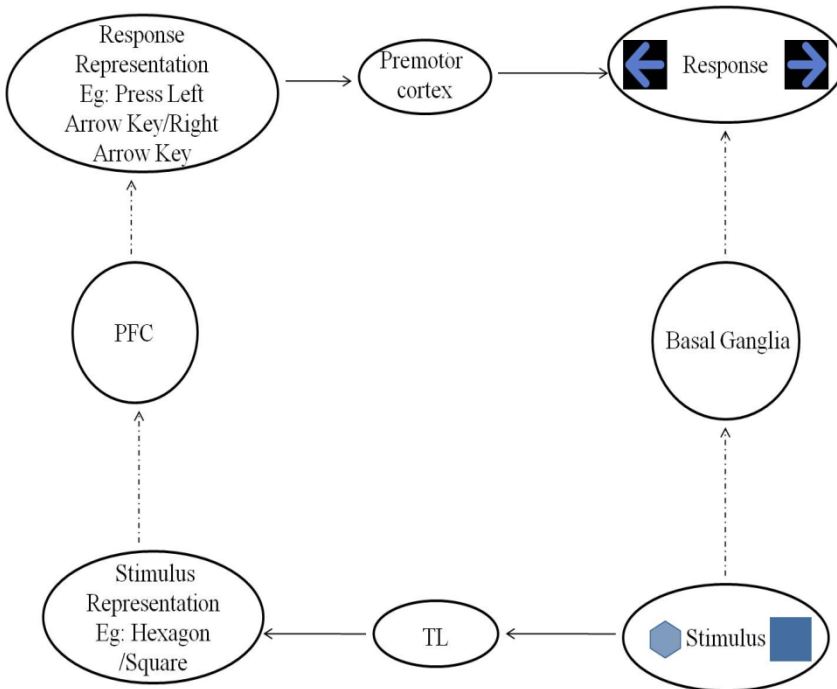 Response
Representation
Eg: Press Left
Arrow Key/Right
Arrow Key
Premotor
cortex
Response
PFC
Basal Ganglia
Stimulus
Representation
Eg: Hexagon
/Square
TL
Stimulus